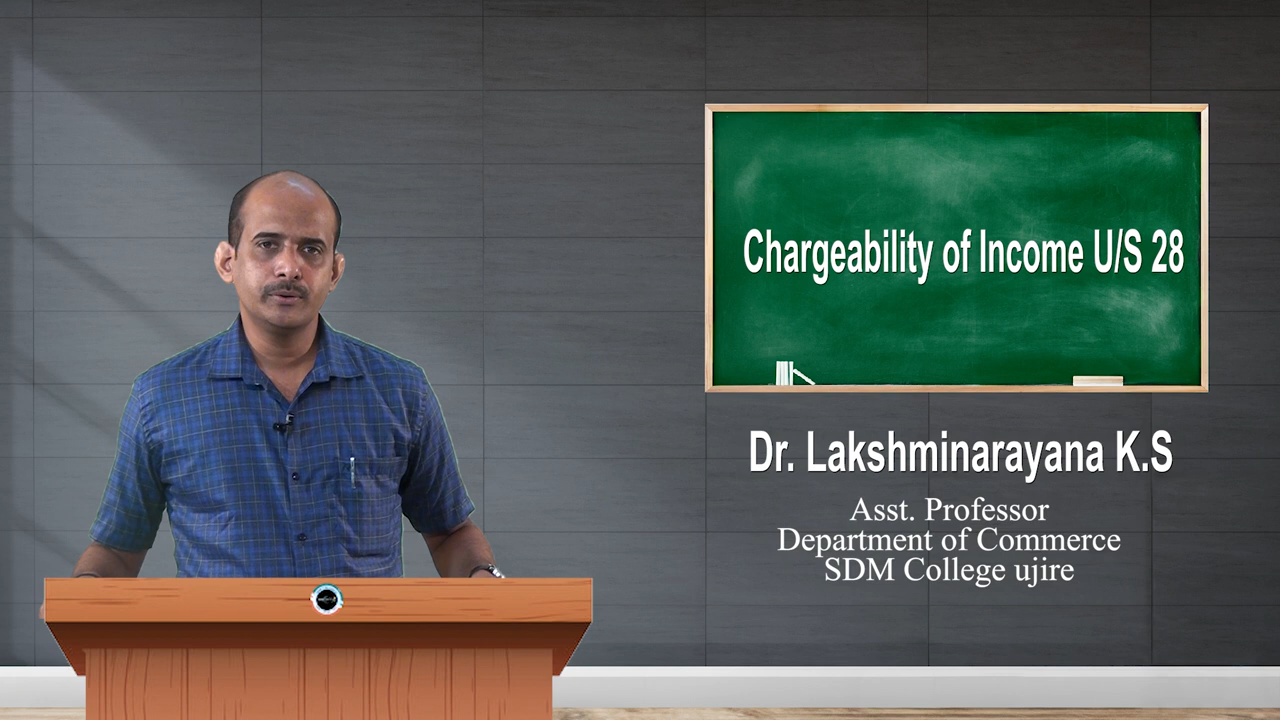 Chargeability of Income U/S 28
Dr. Lakshminarayana K.S
Asst. Professor
Department of Commerce
SDM College ujire